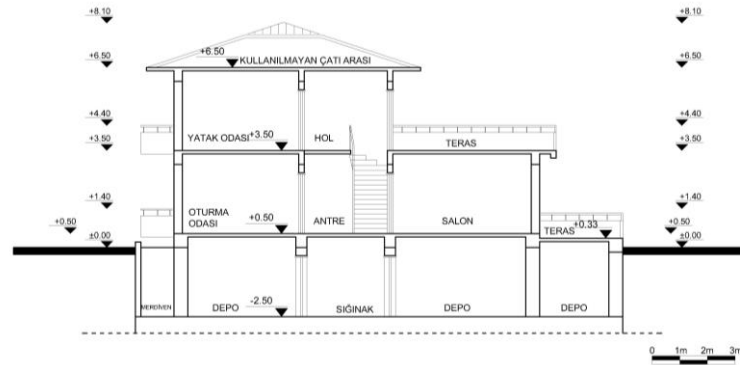 +8.10 +8.10
+6.50 +6.50 KULLANILMAYAN ÇATI ARASI +6.50
+4.40 +4.40
+3.50 YATAK ODASI +3.50 HOL TERAS +3.50
+1.40 +1.40
+0.50 OTURMA ODASI +0.50 ANTRE SALON TERAS +0.33 +0.50
±0.00 ±0.00
MERDİVEN DEPO -2.50 SIĞINAK DEPO DEPO
0 1m 2m 3m